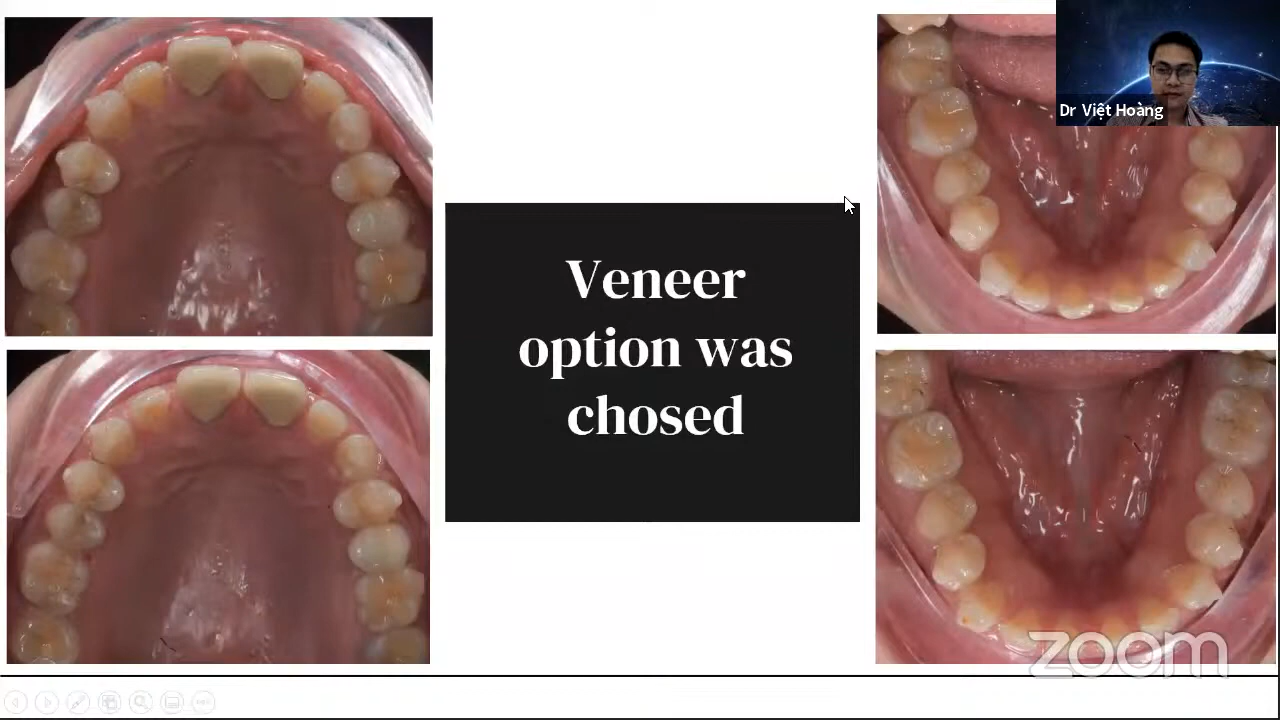 Dr Việt Hoàng
Veneer
option was
chosed
zoom